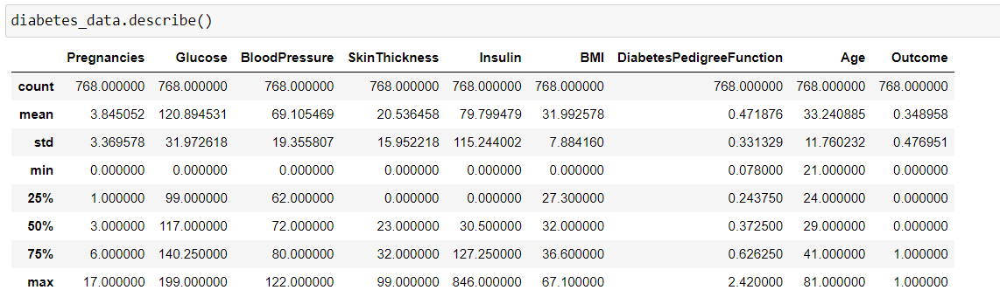 diabetes_data.describe()
Pregnancies Glucose BloodPressure SkinThickness Insulin BMI DiabetesPedigreeFunction Age Outcome
count 768.000000 768.000000 768.000000 768.000000 768.000000 768.000000 768.000000 768.000000 768.000000
mean 3.845052 120.894531 69.105469 20.536458 79.799479 31.992578 0.471876 33.240885 0.348958
std 3.369578 31.972618 19.355807 15.952218 115.244002 7.884160 0.331329 11.760232 0.476951
min 0.000000 0.000000 0.000000 0.000000 0.000000 0.000000 0.078000 21.000000 0.000000
25% 1.000000 99.000000 62.000000 0.000000 0.000000 27.300000 0.243750 24.000000 0.000000
50% 3.000000 117.000000 72.000000 23.000000 30.500000 32.000000 0.372500 29.000000 0.000000
75% 6.000000 140.250000 80.000000 32.000000 127.250000 36.600000 0.626250 41.000000 1.000000
max 17.000000 199.000000 122.000000 99.000000 846.000000 67.100000 2.420000 81.000000 1.000000